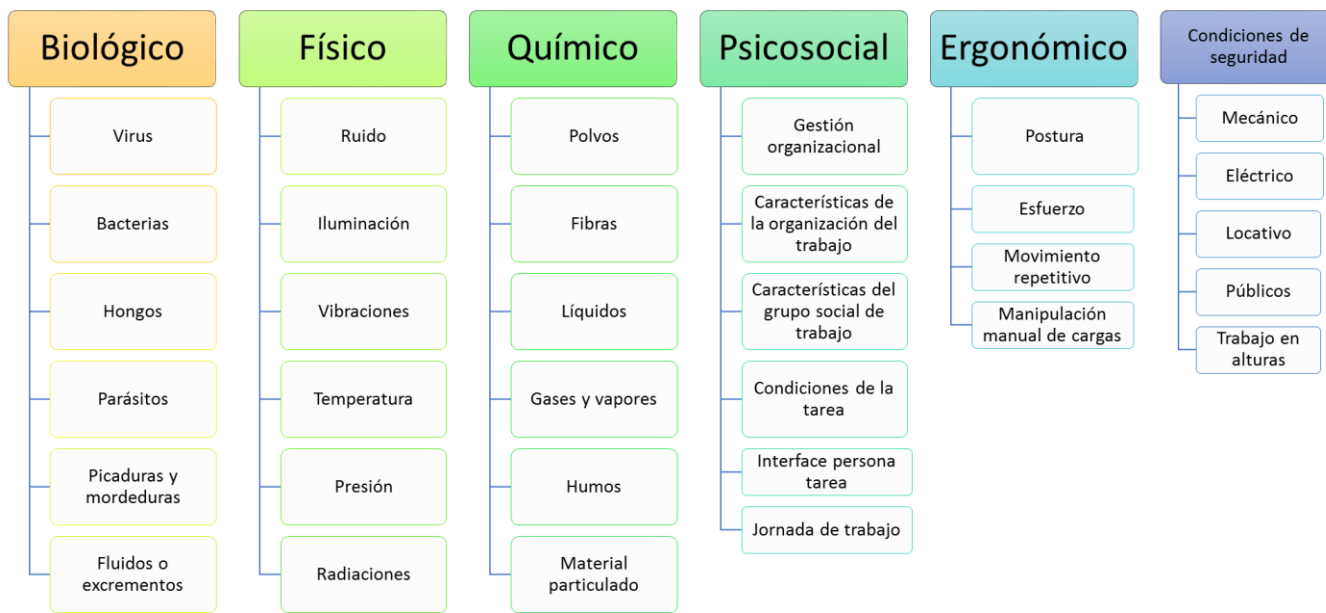 Biológico
Virus
Bacterias
Hongos
Parásitos
Picaduras y
mordeduras
Fluidos o
excrementos
Físico
Ruido
Iluminación
Vibraciones
Temperatura
Presión
Radiaciones
Químico
Polvos
Fibras
Líquidos
Gases y vapores
Humos
Material
particulado
Psicosocial
Gestión
organizacional
Características de
la organización del
trabajo
Características del
grupo social de
trabajo
Condiciones de la
tarea
Interface persona
tarea
Jornada de trabajo
Ergonómico
Postura
Esfuerzo
Movimiento
repetitivo
Manipulación
manual de cargas
Condiciones de
seguridad
Mecánico
Eléctrico
Locativo
Públicos
Trabajo en
alturas